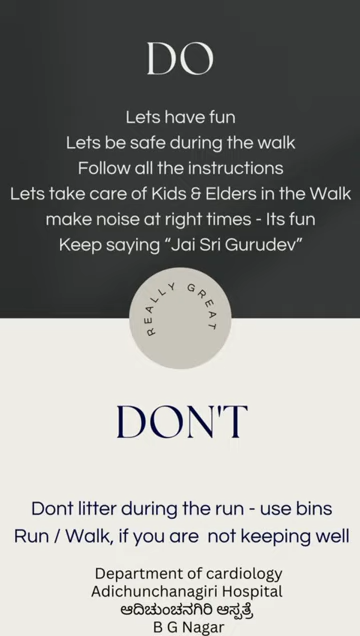 DO
Lets have fun
Lets be safe during the walk
Follow all the instructions
Lets take care of Kids & Elders in the Walk
make noise at right times - Its fun
Keep saying “Jai Sri Gurudev”
REALLY GREAT
DON'T
Dont litter during the run - use bins
Run / Walk, if you are not keeping well
Department of cardiology
Adichunchanagiri Hospital
ಆದಿಚುಂಚನಗಿರಿ ಆಸ್ಪತ್ರೆ
B G Nagar